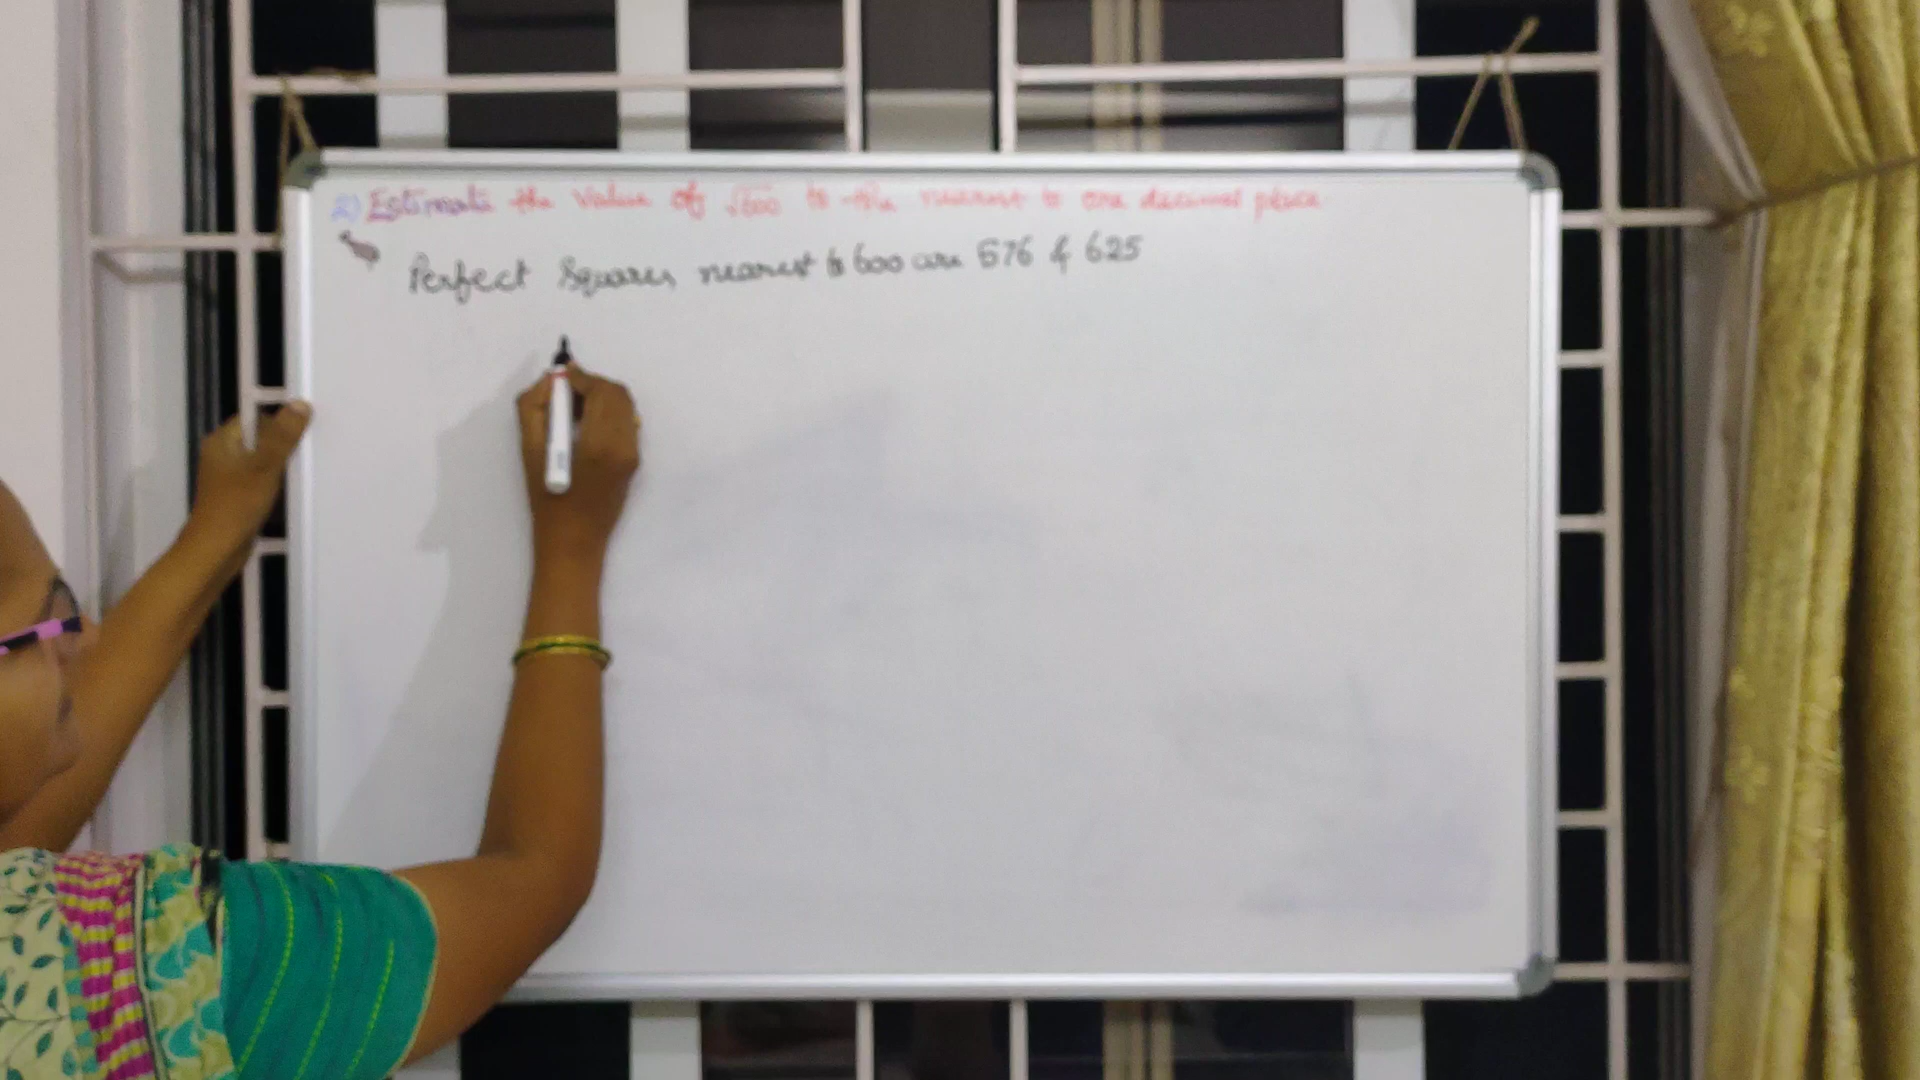 2) Estimate the value of √600 to the nearest to one decimal place
Perfect Squares nearest to 600 are 576 & 625